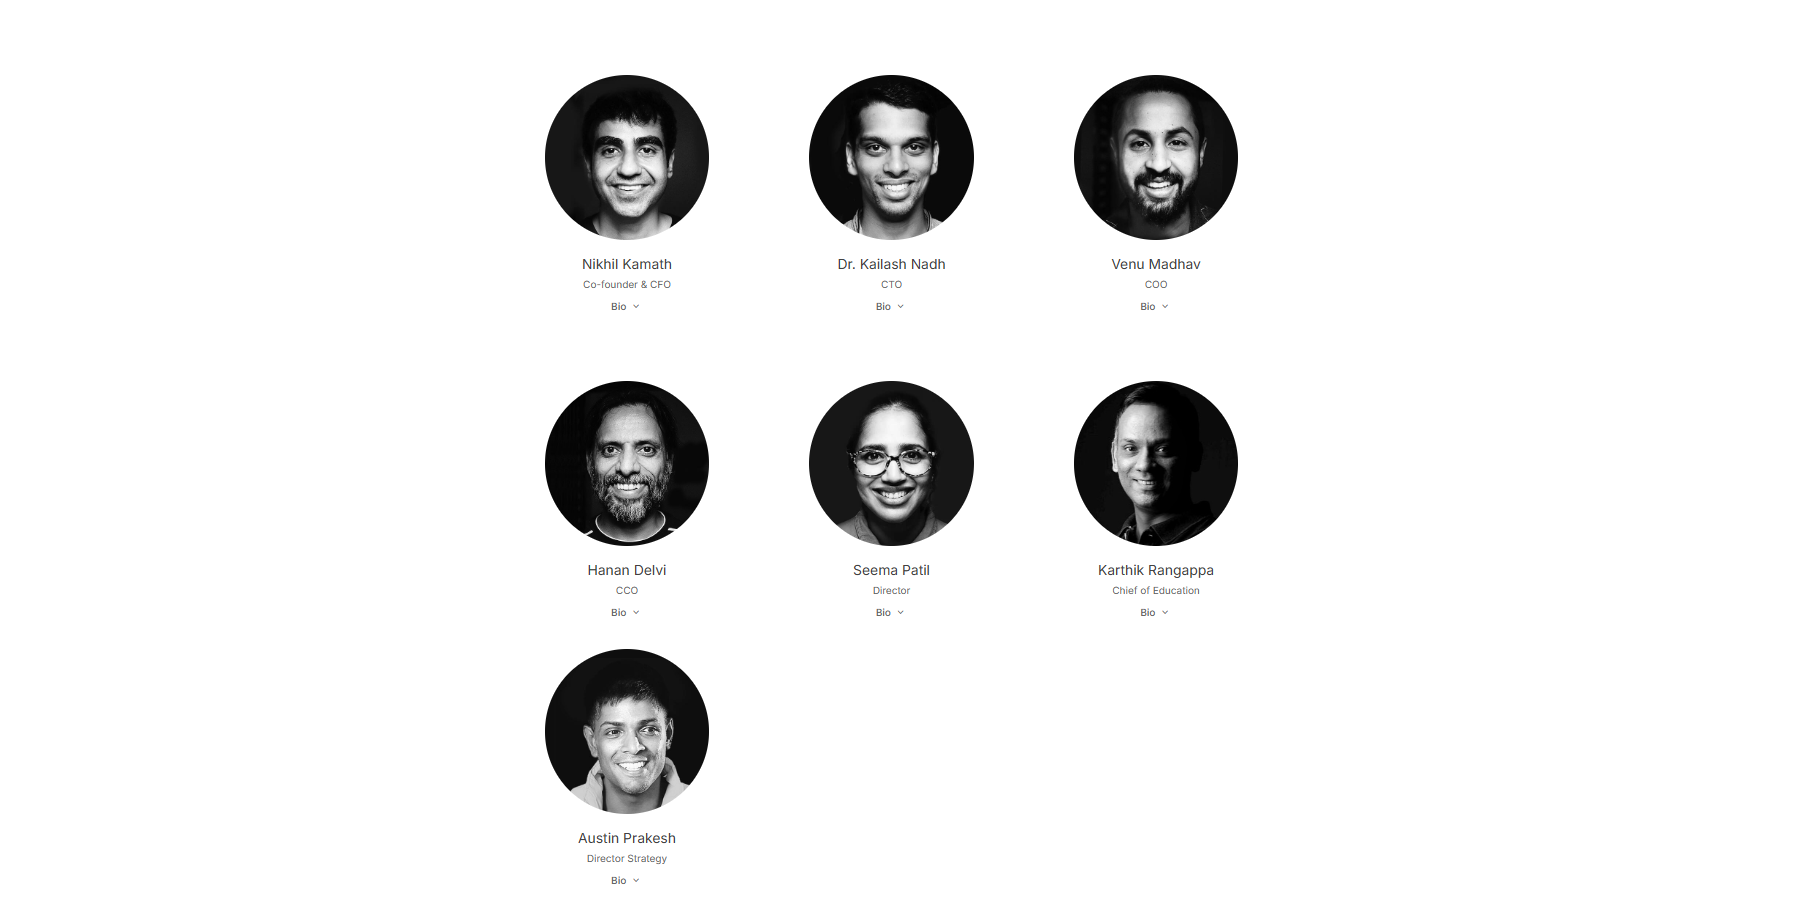 Nikhil Kamath
Co-founder & CFO
Bio
Dr. Kailash Nadh
CTO
Bio
Venu Madhav
COO
Bio
Hanan Delvi
CCO
Bio
Seema Patil
Director
Bio
Karthik Rangappa
Chief of Education
Bio
Austin Prakesh
Director Strategy
Bio